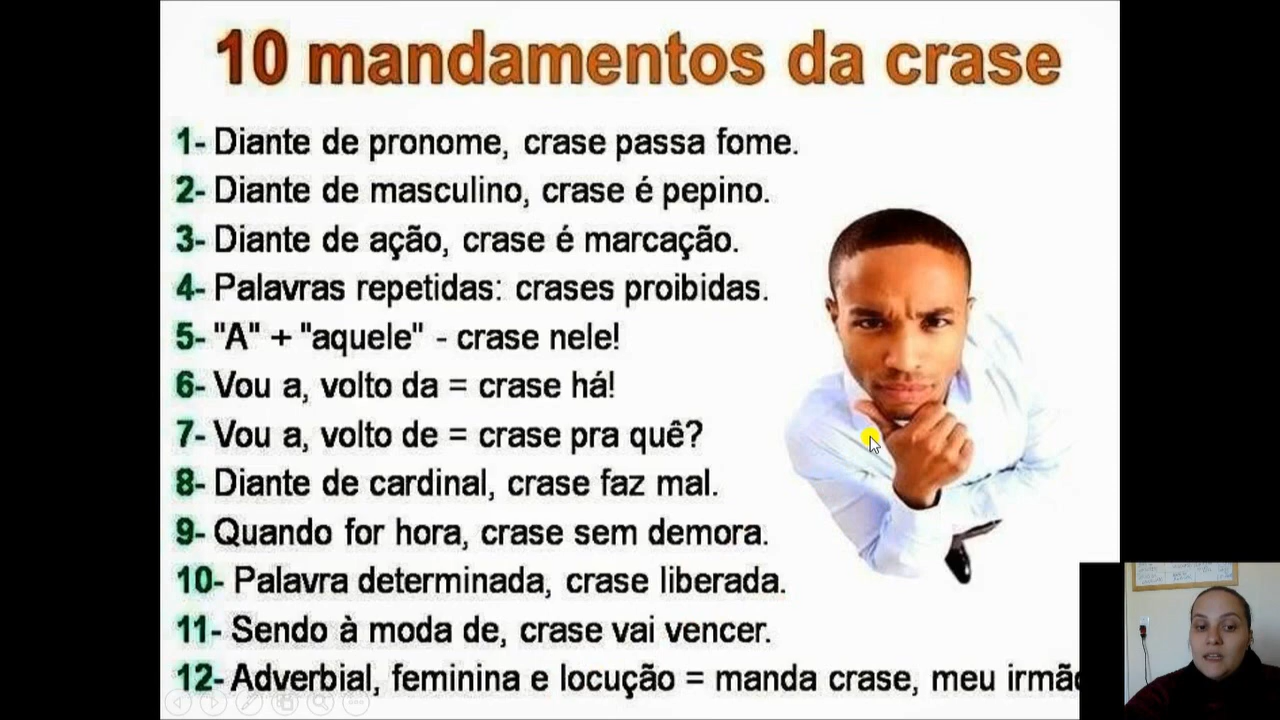 10 mandamentos da crase
1- Diante de pronome, crase passa fome.
2- Diante de masculino, crase é pepino.
3- Diante de ação, crase é marcação.
4- Palavras repetidas: crases proibidas.
5- "A" + "aquele" - crase nele!
6- Vou a, volto da = crase há!
7- Vou a, volto de = crase pra quê?
8- Diante de cardinal, crase faz mal.
9- Quando for hora, crase sem demora.
10- Palavra determinada, crase liberada.
11- Sendo à moda de, crase vai vencer.
12- Adverbial, feminina e locução = manda crase, meu irmão